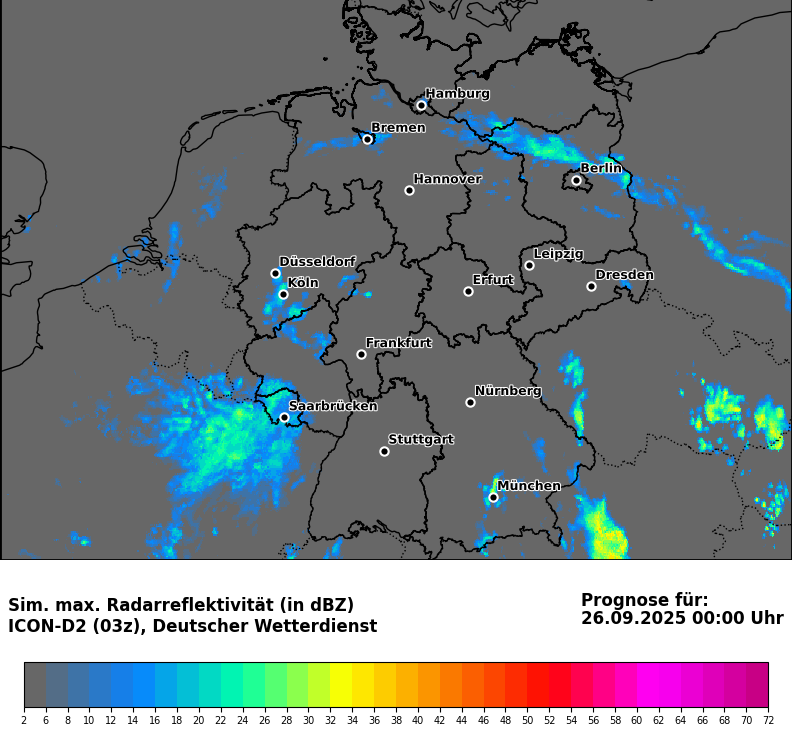 Hamburg
Bremen
Berlin
Hannover
Leipzig
Düsseldorf
Dresden
Köln
Erfurt
Frankfurt
Nürnberg
Saarbrücken
Stuttgart
München
Sim. max. Radarreflektivität (in dBZ)
ICON-D2 (03z), Deutscher Wetterdienst
Prognose für:
26.09.2025 00:00 Uhr
2 6 8 10 12 14 16 18 20 22 24 26 28 30 32 34 36 38 40 42 44 46 48 50 52 54 56 58 60 62 64 66 68 70 72